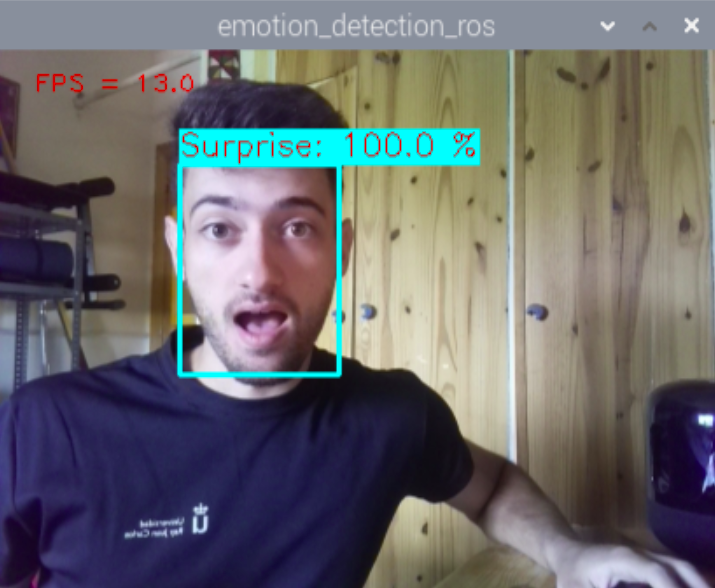 emotion_detection_ros
FPS = 13.0
Surprise: 100.0 %
Universidad
Rey Juan Carlos
U